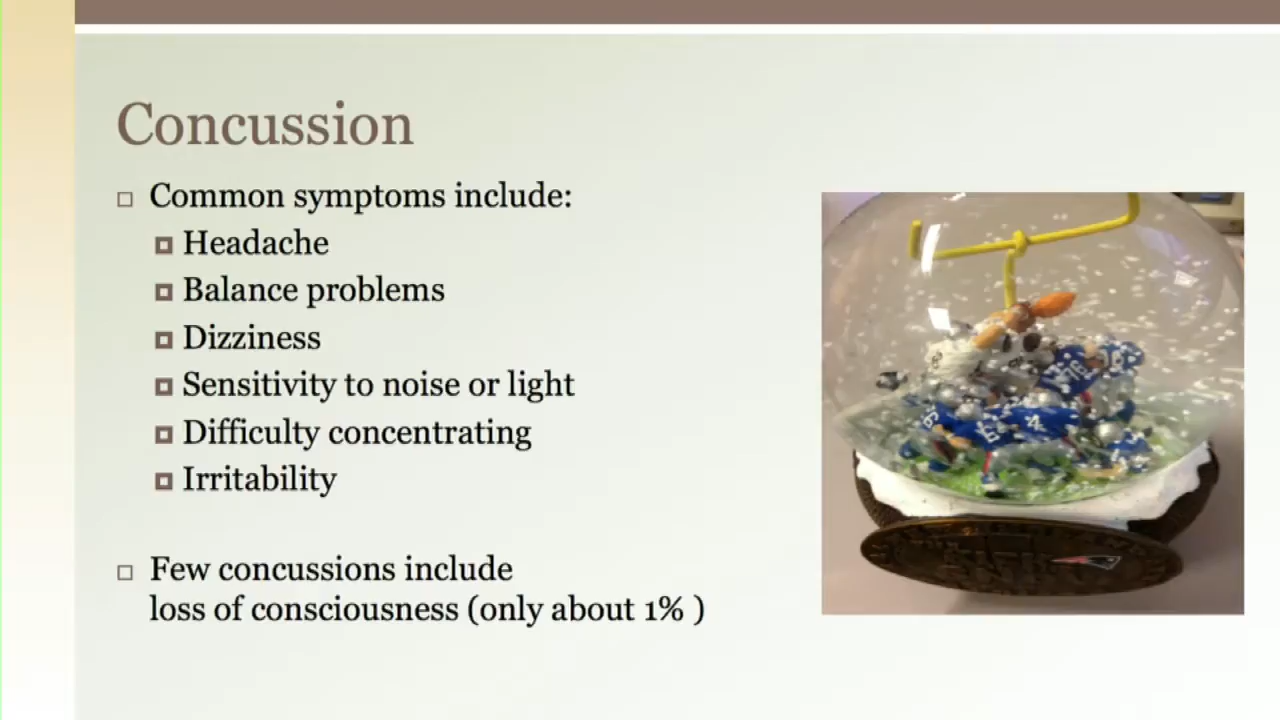 Concussion
Common symptoms include:
Headache
Balance problems
Dizziness
Sensitivity to noise or light
Difficulty concentrating
Irritability
Few concussions include
loss of consciousness (only about 1% )
4